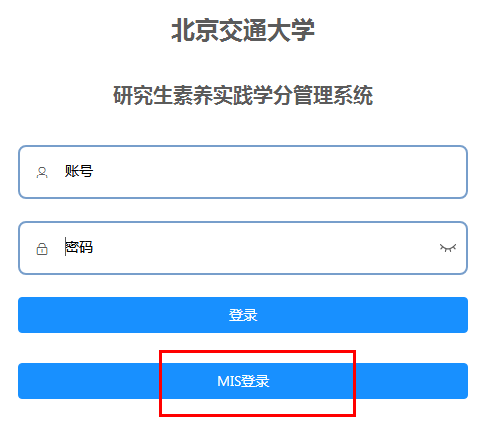 北京交通大学
研究生素养实践学分管理系统
账号
密码
登录
MIS登录